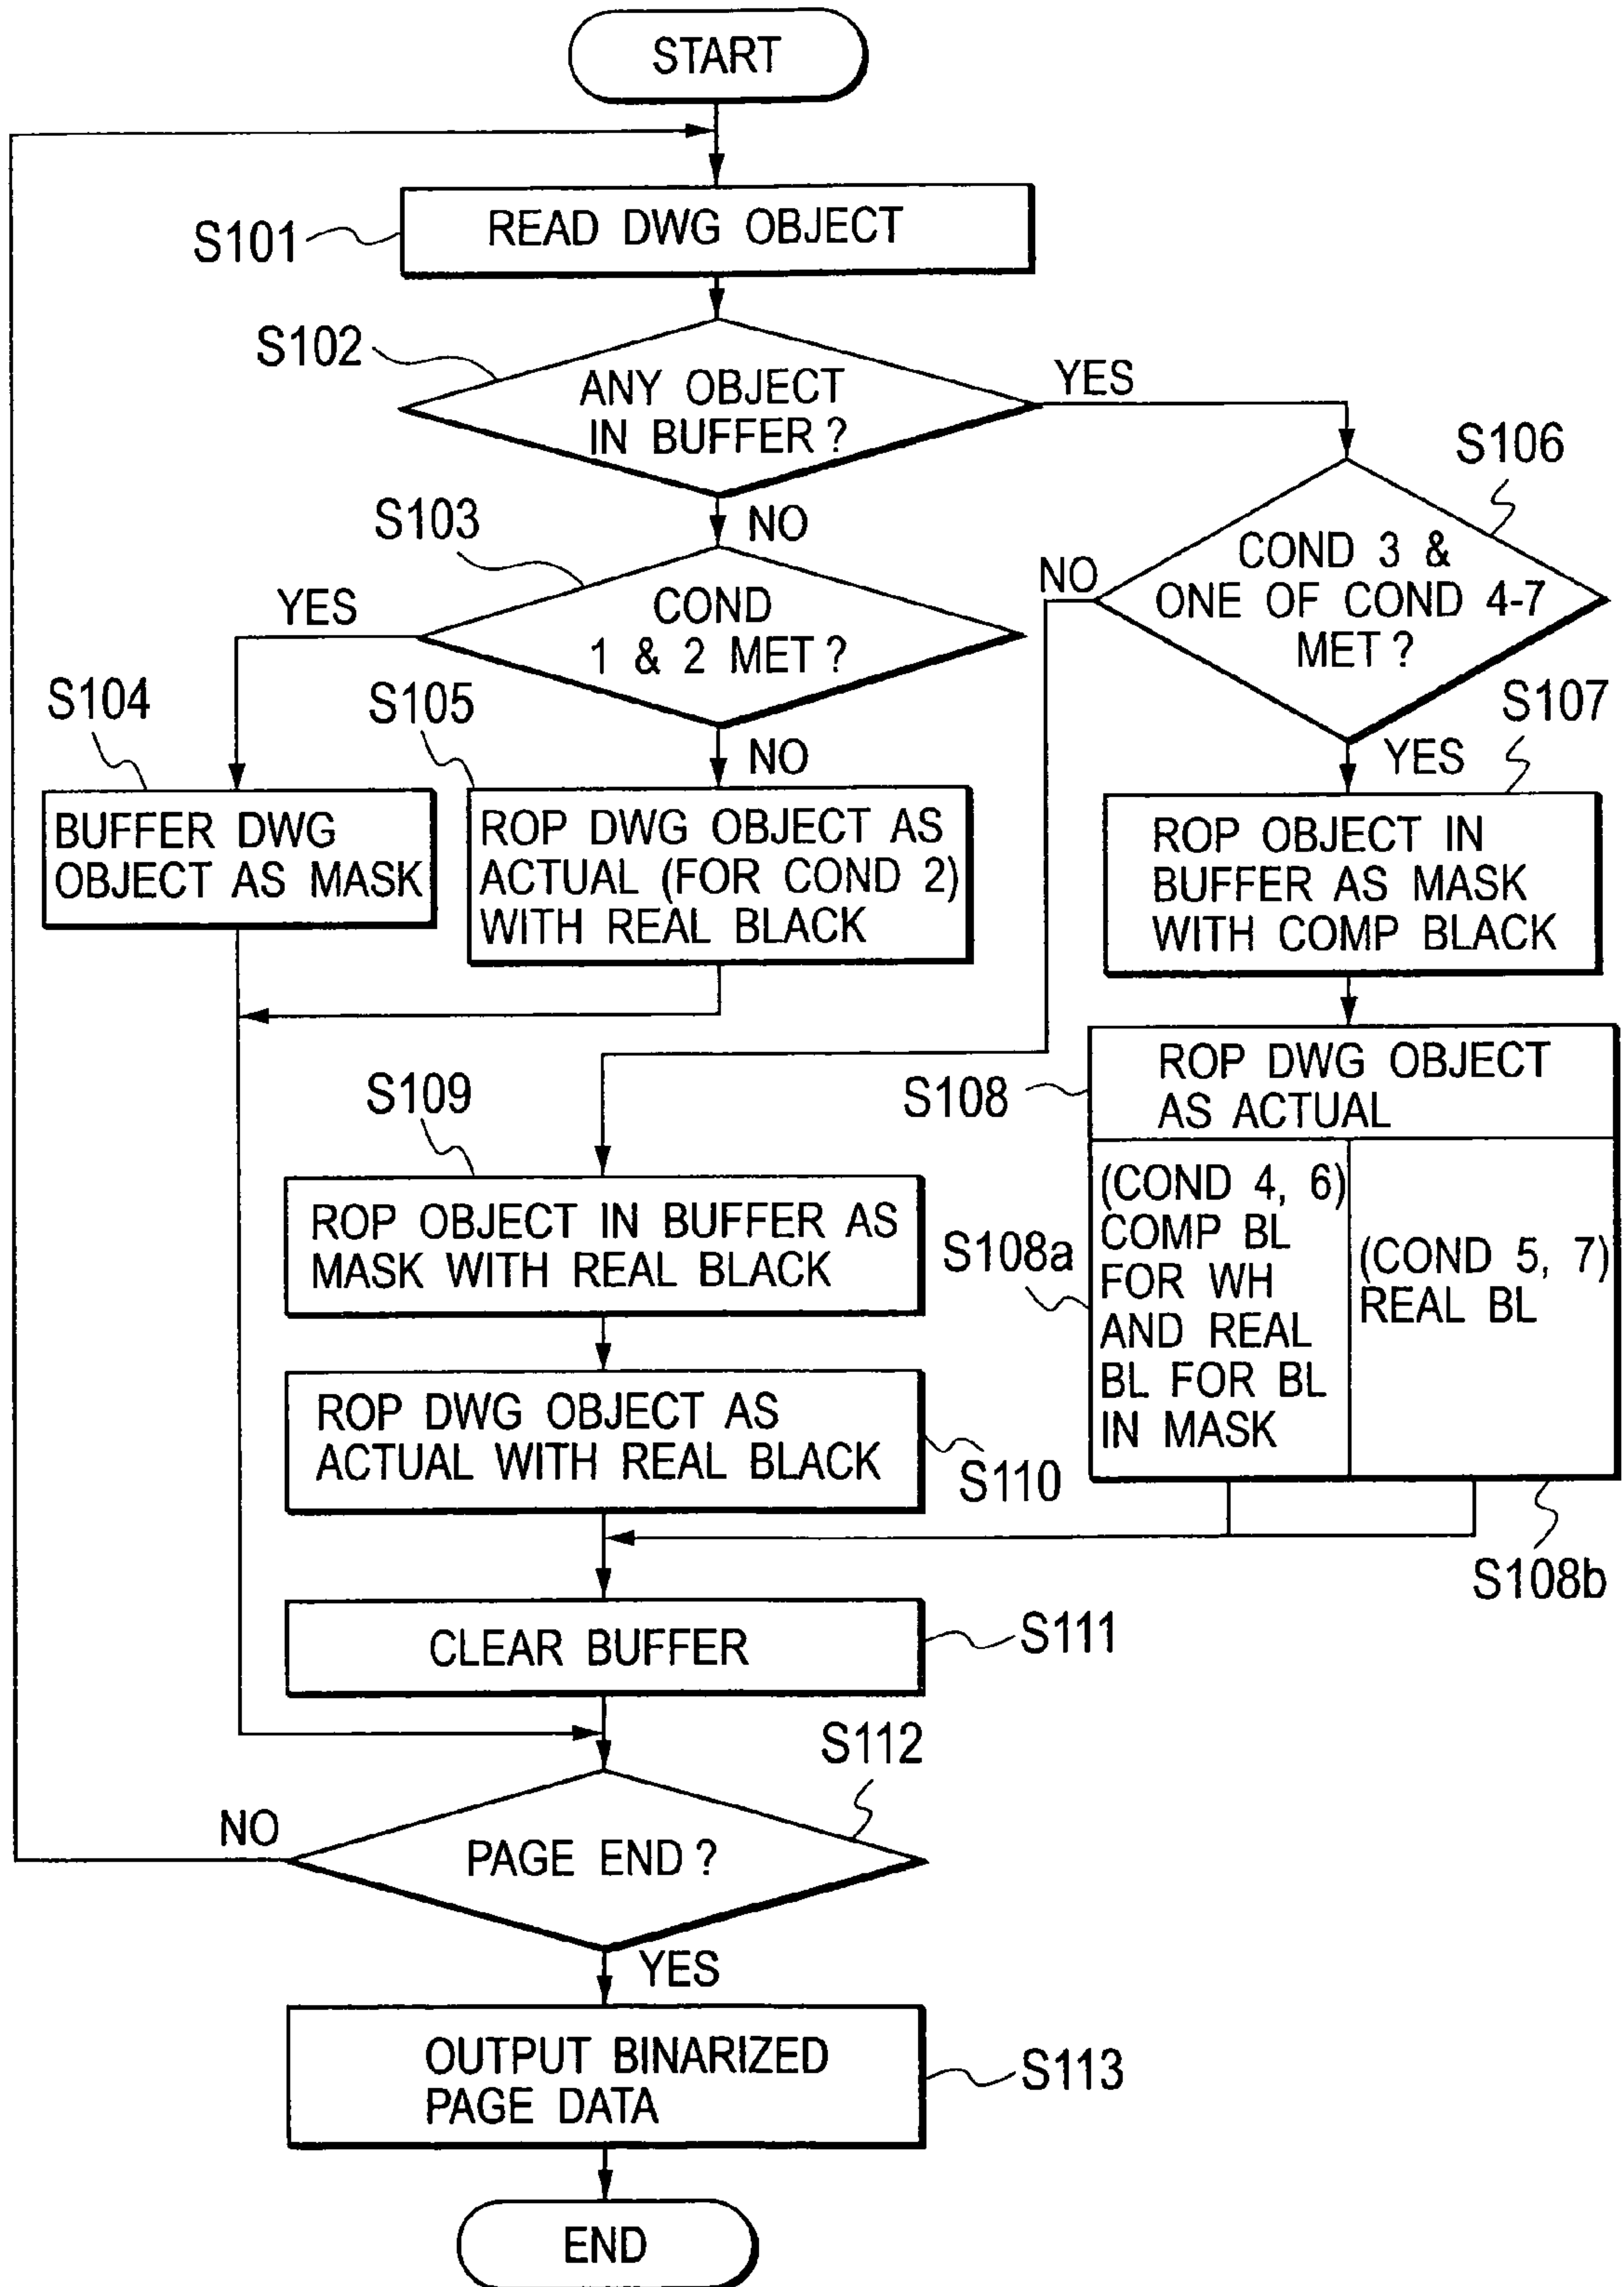 START
S101
READ DWG OBJECT
S102
ANY OBJECT
IN BUFFER ?
YES
NO
S103
COND
1 & 2 MET ?
YES
NO
S106
COND 3 &
ONE OF COND 4-7
MET ?
NO
YES
S104
BUFFER DWG
OBJECT AS MASK
S105
ROP DWG OBJECT AS
ACTUAL (FOR COND 2)
WITH REAL BLACK
S107
ROP OBJECT IN
BUFFER AS MASK
WITH COMP BLACK
S108
ROP DWG OBJECT
AS ACTUAL
S108a
(COND 4, 6)
COMP BL
FOR WH
AND REAL
BL FOR BL
IN MASK
(COND 5, 7)
REAL BL
S108b
S109
ROP OBJECT IN BUFFER AS
MASK WITH REAL BLACK
ROP DWG OBJECT AS
ACTUAL WITH REAL BLACK
S110
CLEAR BUFFER
S111
S112
PAGE END ?
NO
YES
OUTPUT BINARIZED
PAGE DATA
S113
END